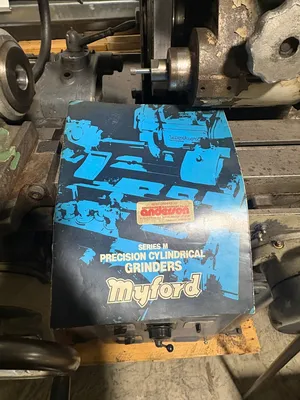 anderson
SERIES M
PRECISION CYLINDRICAL
GRINDERS
Myford